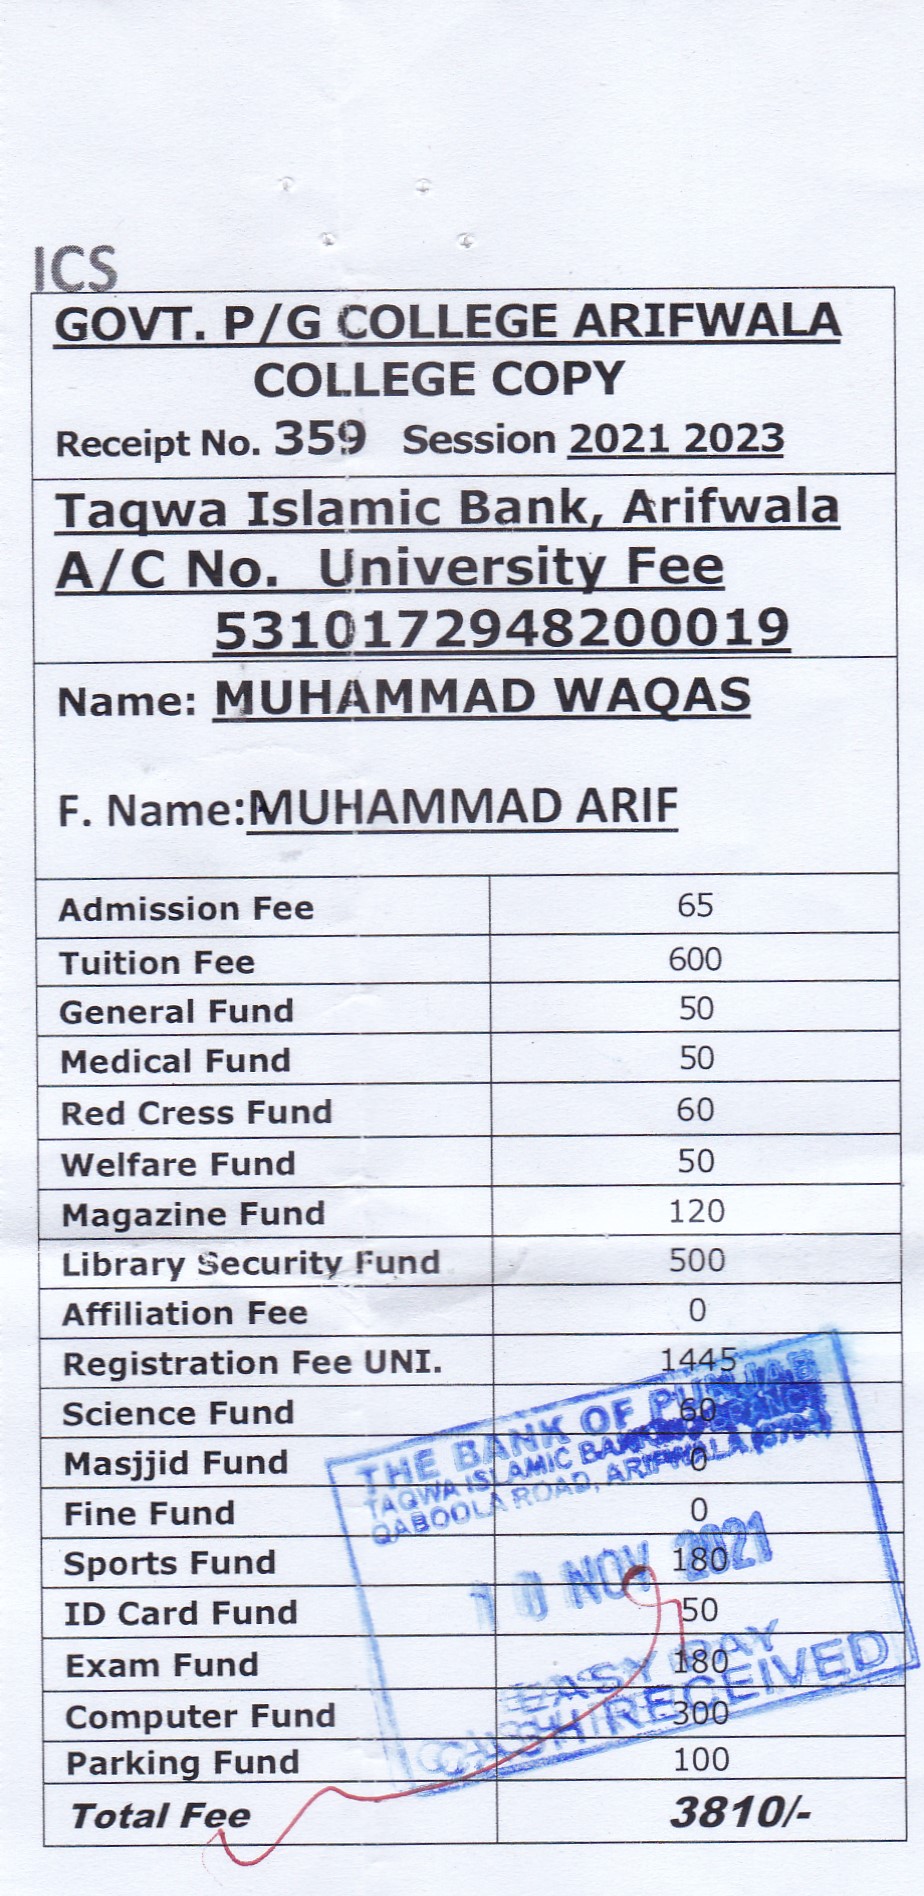 ICS
GOVT. P/G COLLEGE ARIFWALA
COLLEGE COPY
Receipt No. 359 Session 2021 2023
Taqwa Islamic Bank, Arifwala
A/C No. University Fee
5310172948200019
Name: MUHAMMAD WAQAS
F. Name: MUHAMMAD ARIF
Admission Fee 65
Tuition Fee 600
General Fund 50
Medical Fund 50
Red Cress Fund 60
Welfare Fund 50
Magazine Fund 120
Library Security Fund 500
Affiliation Fee 0
Registration Fee UNI. 1445
Science Fund 60
Masjjid Fund 0
Fine Fund 0
Sports Fund 180
ID Card Fund 50
Exam Fund 180
Computer Fund 300
Parking Fund 100
Total Fee 3810/-
THE BANK OF PUNJAB
TAQWA ISLAMIC BANKING
QABOOLA ROAD, ARIFWALA
10 NOV 2021
EASY PAY
CASH RECEIVED